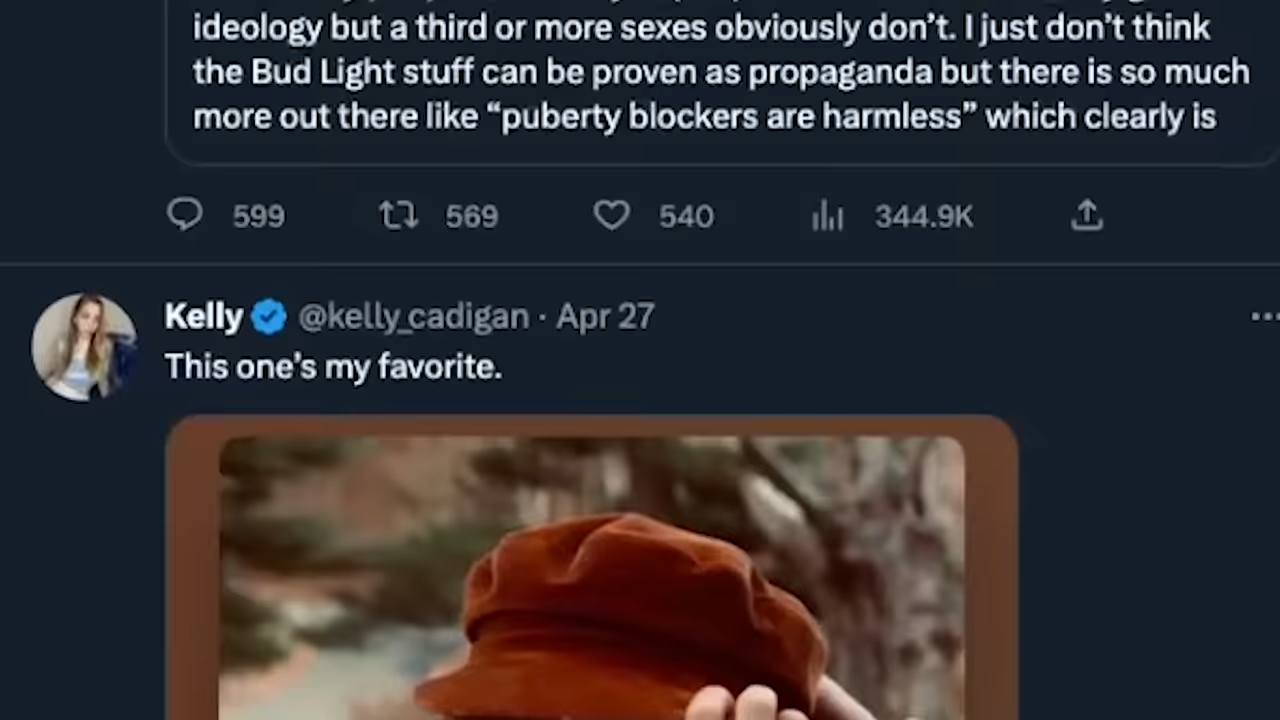 ideology but a third or more sexes obviously don’t. I just don’t think
the Bud Light stuff can be proven as propaganda but there is so much
more out there like “puberty blockers are harmless” which clearly is
599 569 540 344.9K
Kelly @kelly_cadigan · Apr 27
This one’s my favorite.